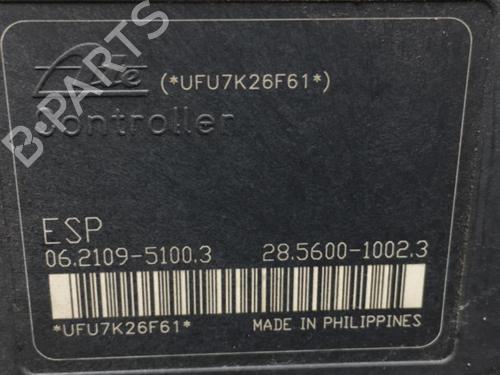 (*UFU7K26F61*)
Controller
ESP
06.2109-5100.3 28.5600-1002.3
*UFU7K26F61*
MADE IN PHILIPPINES
B-PARTS